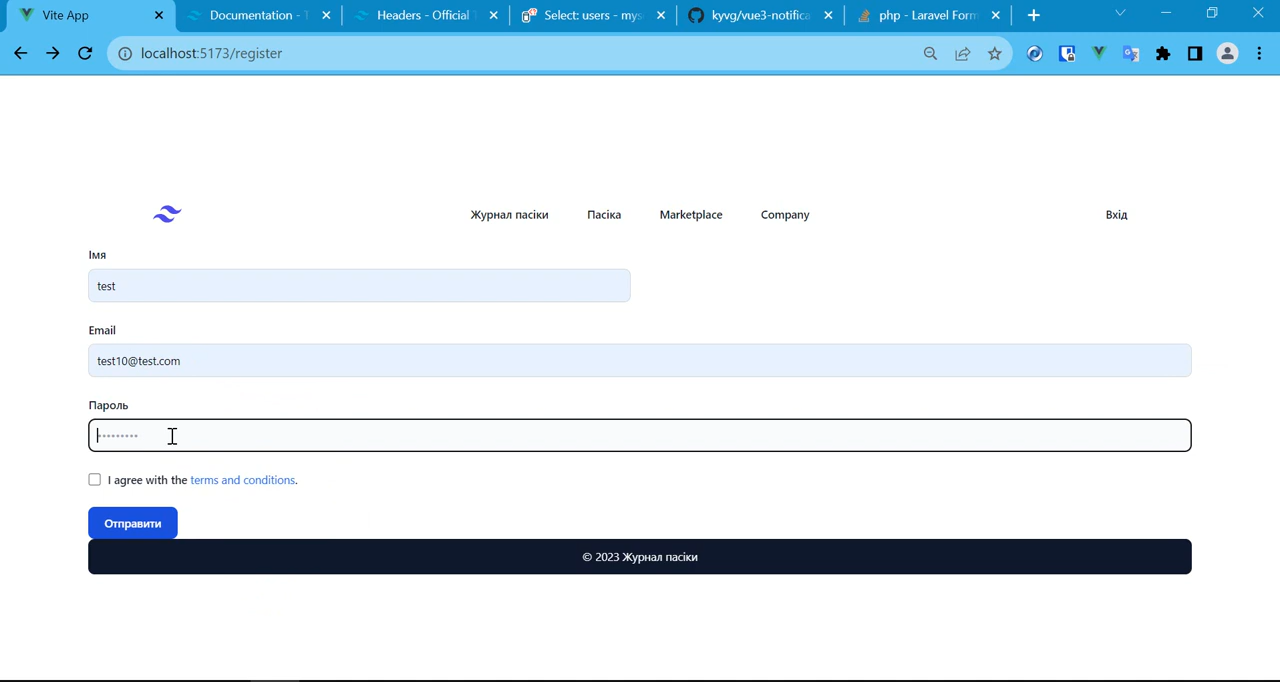 Vite App
Documentation - T
Headers - Official T
Select: users - mys
kyvg/vue3-notifica
php - Laravel Form
localhost:5173/register
Журнал пасіки
Пасіка
Marketplace
Company
Вхід
Імя
test
Email
test10@test.com
Пароль
•••••••••
I agree with the terms and conditions.
Отправити
© 2023 Журнал пасіки